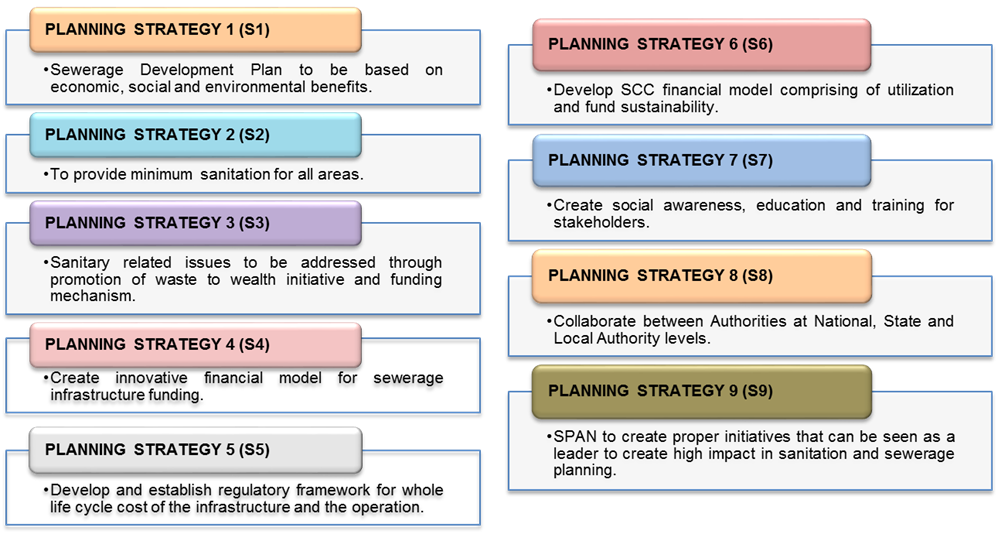 PLANNING STRATEGY 1 (S1)
•Sewerage Development Plan to be based on
economic, social and environmental benefits.
PLANNING STRATEGY 2 (S2)
•To provide minimum sanitation for all areas.
PLANNING STRATEGY 3 (S3)
•Sanitary related issues to be addressed through
promotion of waste to wealth initiative and funding
mechanism.
PLANNING STRATEGY 4 (S4)
•Create innovative financial model for sewerage
infrastructure funding.
PLANNING STRATEGY 5 (S5)
•Develop and establish regulatory framework for whole
life cycle cost of the infrastructure and the operation.
PLANNING STRATEGY 6 (S6)
•Develop SCC financial model comprising of utilization
and fund sustainability.
PLANNING STRATEGY 7 (S7)
•Create social awareness, education and training for
stakeholders.
PLANNING STRATEGY 8 (S8)
•Collaborate between Authorities at National, State and
Local Authority levels.
PLANNING STRATEGY 9 (S9)
•SPAN to create proper initiatives that can be seen as a
leader to create high impact in sanitation and sewerage
planning.